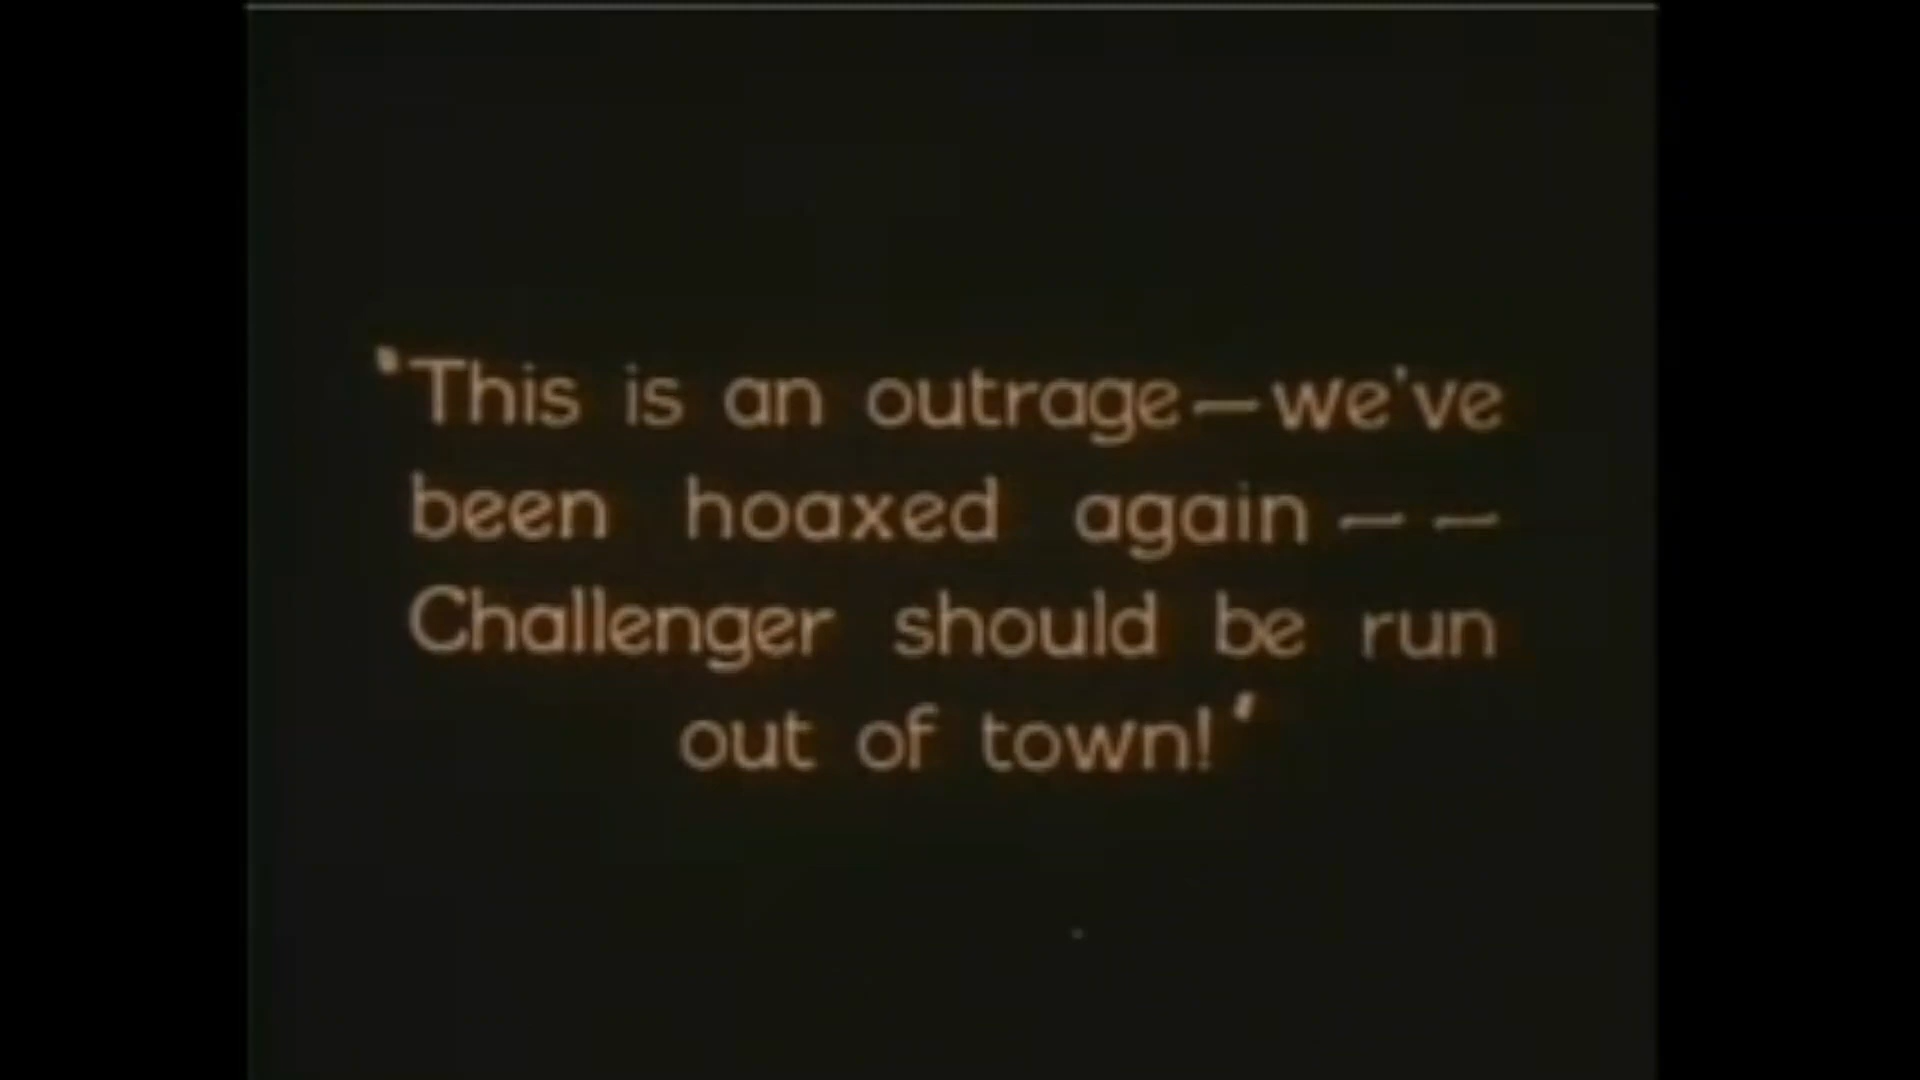 'This is an outrage—we've
been hoaxed again — —
Challenger should be run
out of town!'